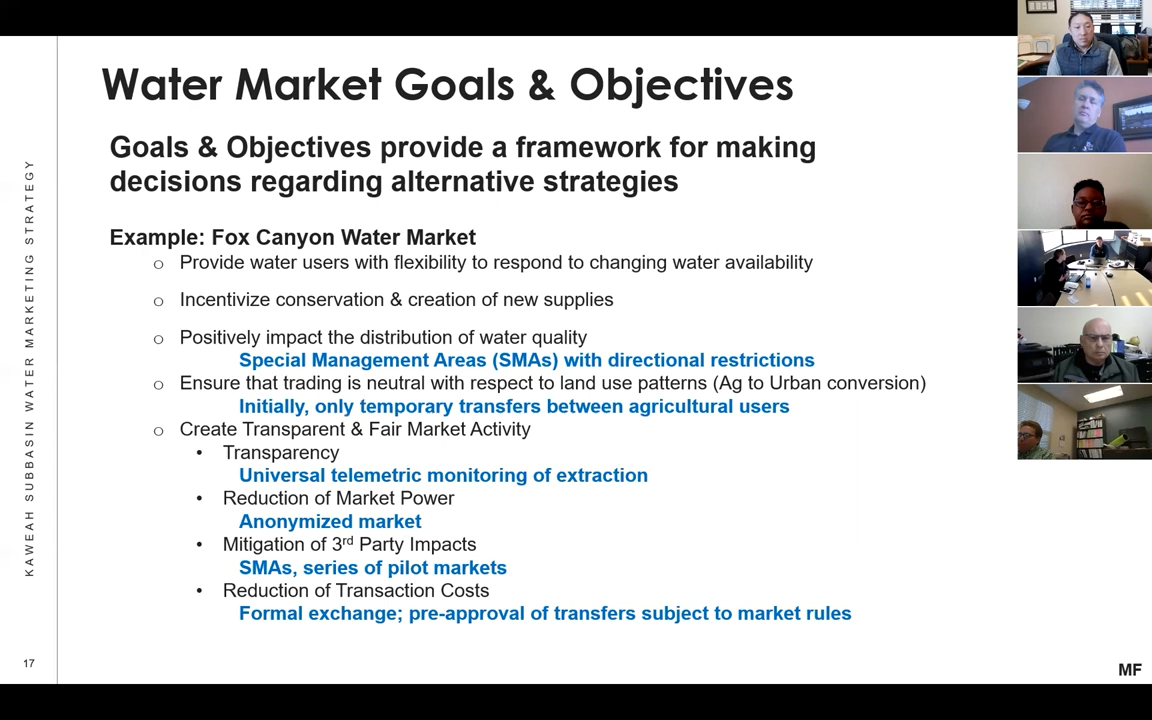 Water Market Goals & Objectives
Goals & Objectives provide a framework for making
decisions regarding alternative strategies
Example: Fox Canyon Water Market
o Provide water users with flexibility to respond to changing water availability
o Incentivize conservation & creation of new supplies
o Positively impact the distribution of water quality
Special Management Areas (SMAs) with directional restrictions
o Ensure that trading is neutral with respect to land use patterns (Ag to Urban conversion)
Initially, only temporary transfers between agricultural users
o Create Transparent & Fair Market Activity
• Transparency
Universal telemetric monitoring of extraction
• Reduction of Market Power
Anonymized market
• Mitigation of 3rd Party Impacts
SMAs, series of pilot markets
• Reduction of Transaction Costs
Formal exchange; pre-approval of transfers subject to market rules
KAWEAH SUBBASIN WATER MARKETING STRATEGY
17
MF